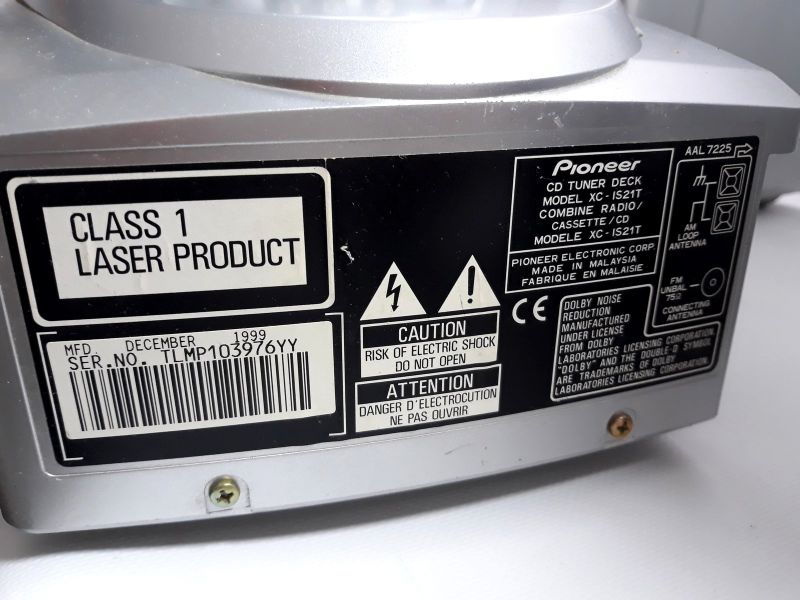 CLASS 1
LASER PRODUCT
MFD. DECEMBER 1999
SER.NO. TLMP103976YY
CAUTION
RISK OF ELECTRIC SHOCK
DO NOT OPEN
ATTENTION
DANGER D'ELECTROCUTION
NE PAS OUVRIR
Pioneer
CD TUNER DECK
MODEL XC-IS21T
COMBINE RADIO/
CASSETTE/CD
MODELE XC-IS21T
PIONEER ELECTRONIC CORP.
MADE IN MALAYSIA
FABRIQUE EN MALAISIE
CE
DOLBY NOISE
REDUCTION
MANUFACTURED
UNDER LICENSE
FROM DOLBY
LABORATORIES LICENSING CORPORATION.
"DOLBY" AND THE DOUBLE-D SYMBOL
ARE TRADEMARKS OF DOLBY
LABORATORIES LICENSING CORPORATION.
AAL 7225
AM
LOOP
ANTENNA
FM
UNBAL
75Ω
CONNECTING
ANTENNA